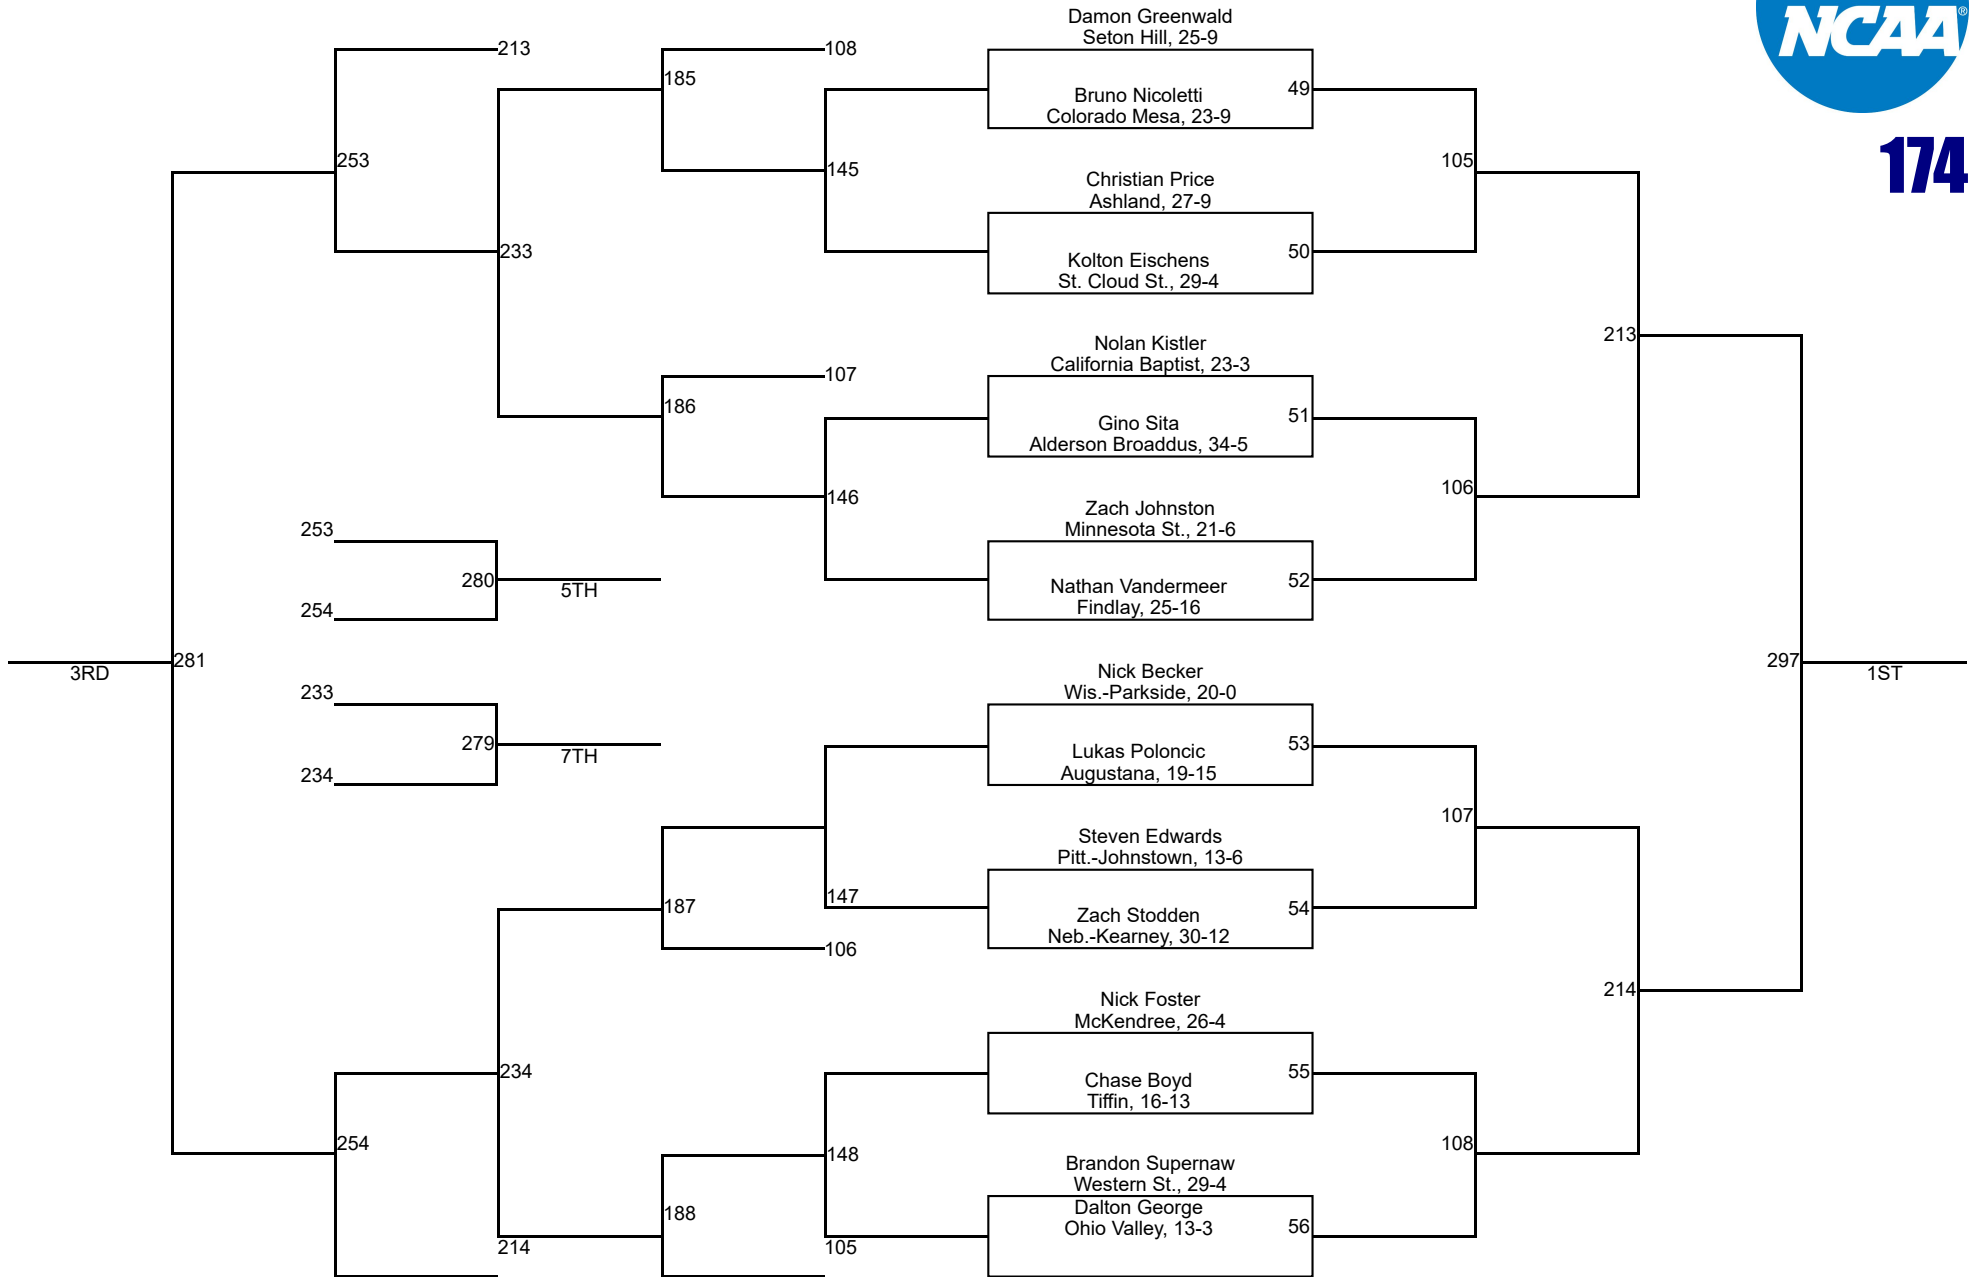 NCAA®
174
Damon Greenwald
Seton Hill, 25-9
213
108
185
Bruno Nicoletti
Colorado Mesa, 23-9
49
253
145
105
Christian Price
Ashland, 27-9
233
50
Kolton Eischens
St. Cloud St., 29-4
213
Nolan Kistler
California Baptist, 23-3
107
186
51
Gino Sita
Alderson Broaddus, 34-5
146
106
Zach Johnston
Minnesota St., 21-6
253
280
5TH
52
Nathan Vandermeer
Findlay, 25-16
254
281
3RD
297
1ST
Nick Becker
Wis.-Parkside, 20-0
233
279
7TH
53
Lukas Poloncic
Augustana, 19-15
234
107
Steven Edwards
Pitt.-Johnstown, 13-6
147
187
54
Zach Stodden
Neb.-Kearney, 30-12
106
214
Nick Foster
McKendree, 26-4
234
55
Chase Boyd
Tiffin, 16-13
254
148
108
Brandon Supernaw
Western St., 29-4
Dalton George
Ohio Valley, 13-3
188
56
214
105